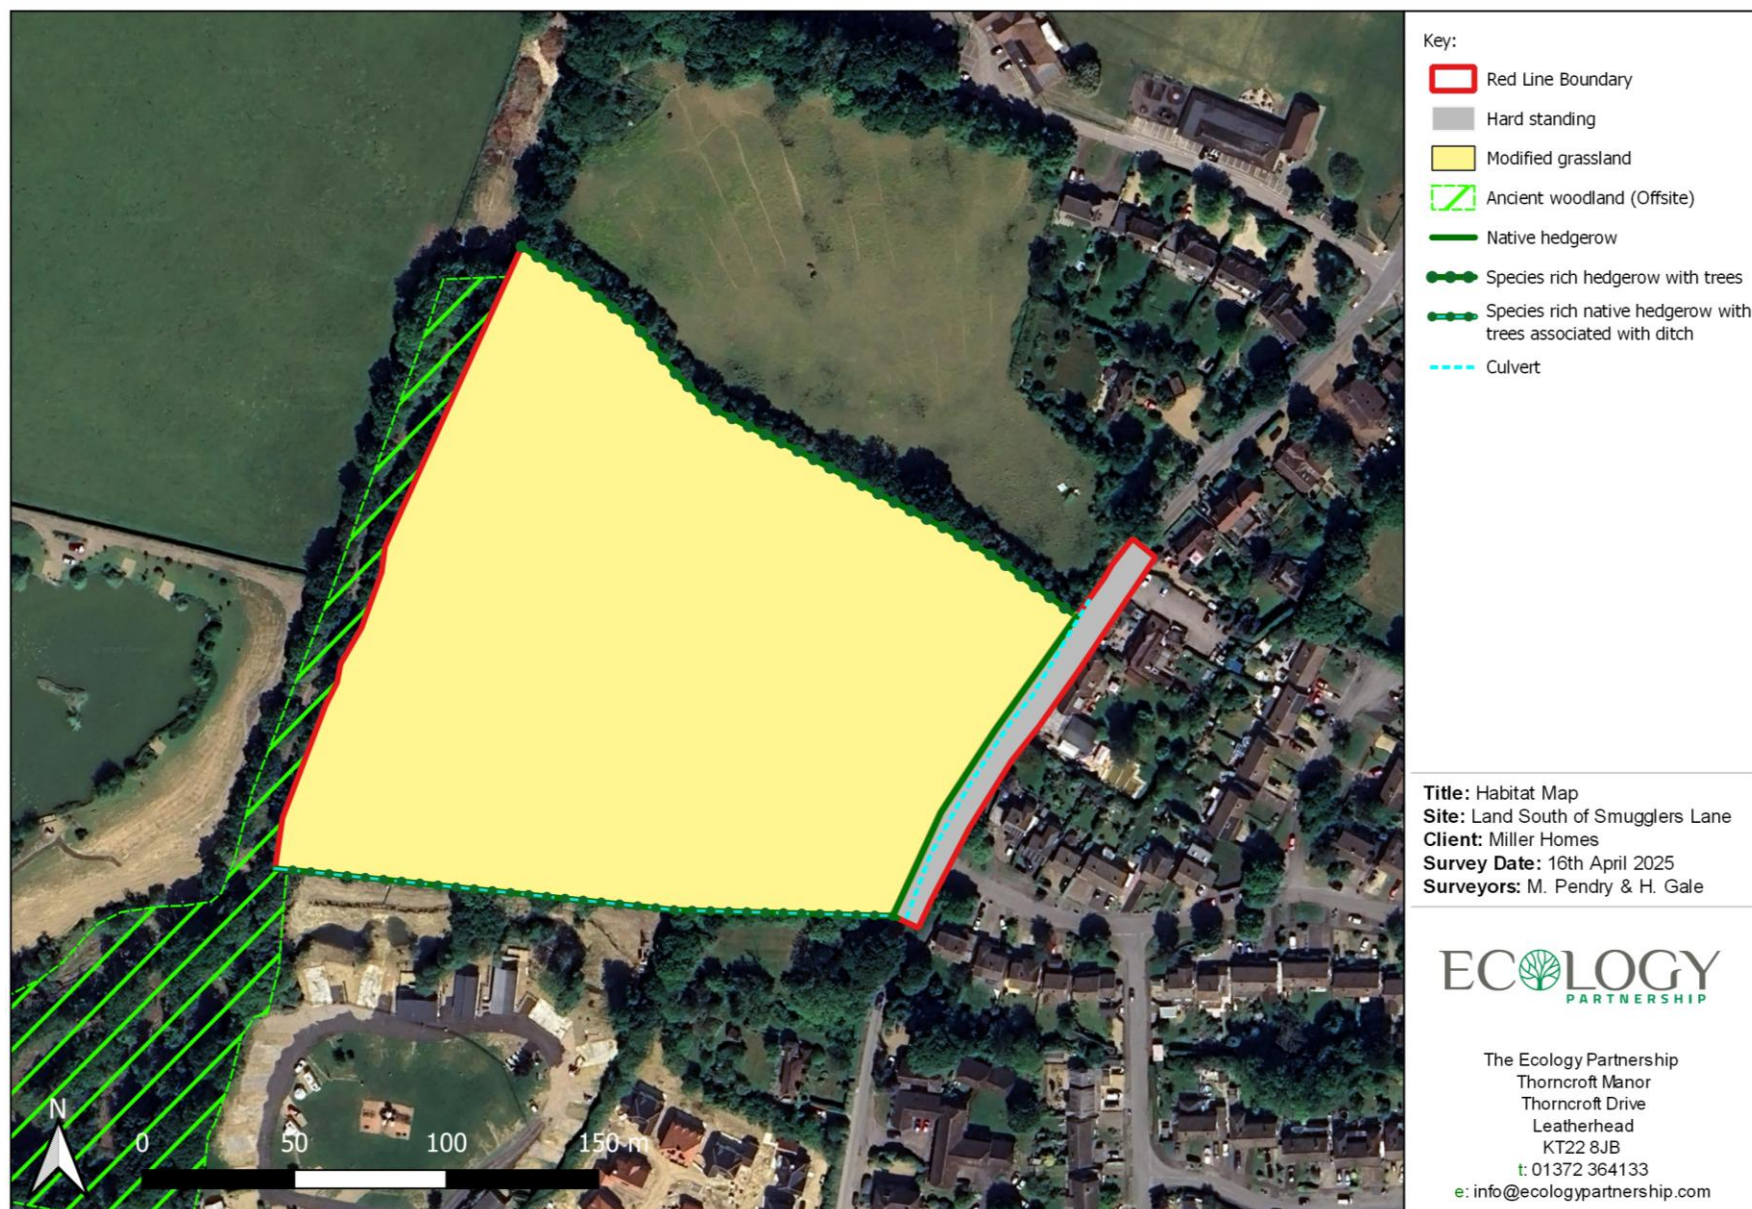 Key:
Red Line Boundary
Hard standing
Modified grassland
Ancient woodland (Offsite)
Native hedgerow
Species rich hedgerow with trees
Species rich native hedgerow with
trees associated with ditch
Culvert
Title: Habitat Map
Site: Land South of Smugglers Lane
Client: Miller Homes
Survey Date: 16th April 2025
Surveyors: M. Pendry & H. Gale
ECOLOGY
PARTNERSHIP
The Ecology Partnership
Thorncroft Manor
Thorncroft Drive
Leatherhead
KT22 8JB
t: 01372 364133
e: info@ecologypartnership.com
N
0 50 100 150 m